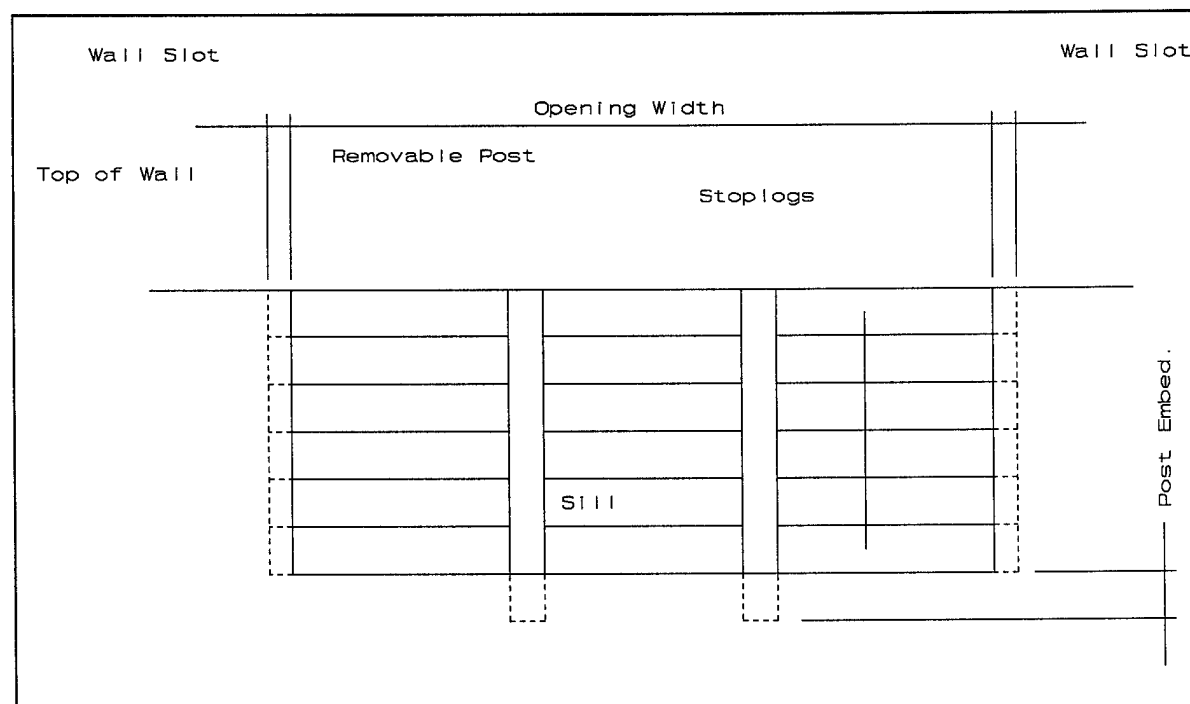 Wall Slot
Wall Slot
Opening Width
Removable Post
Top of Wall
Stoplogs
Post Embed.
Sill